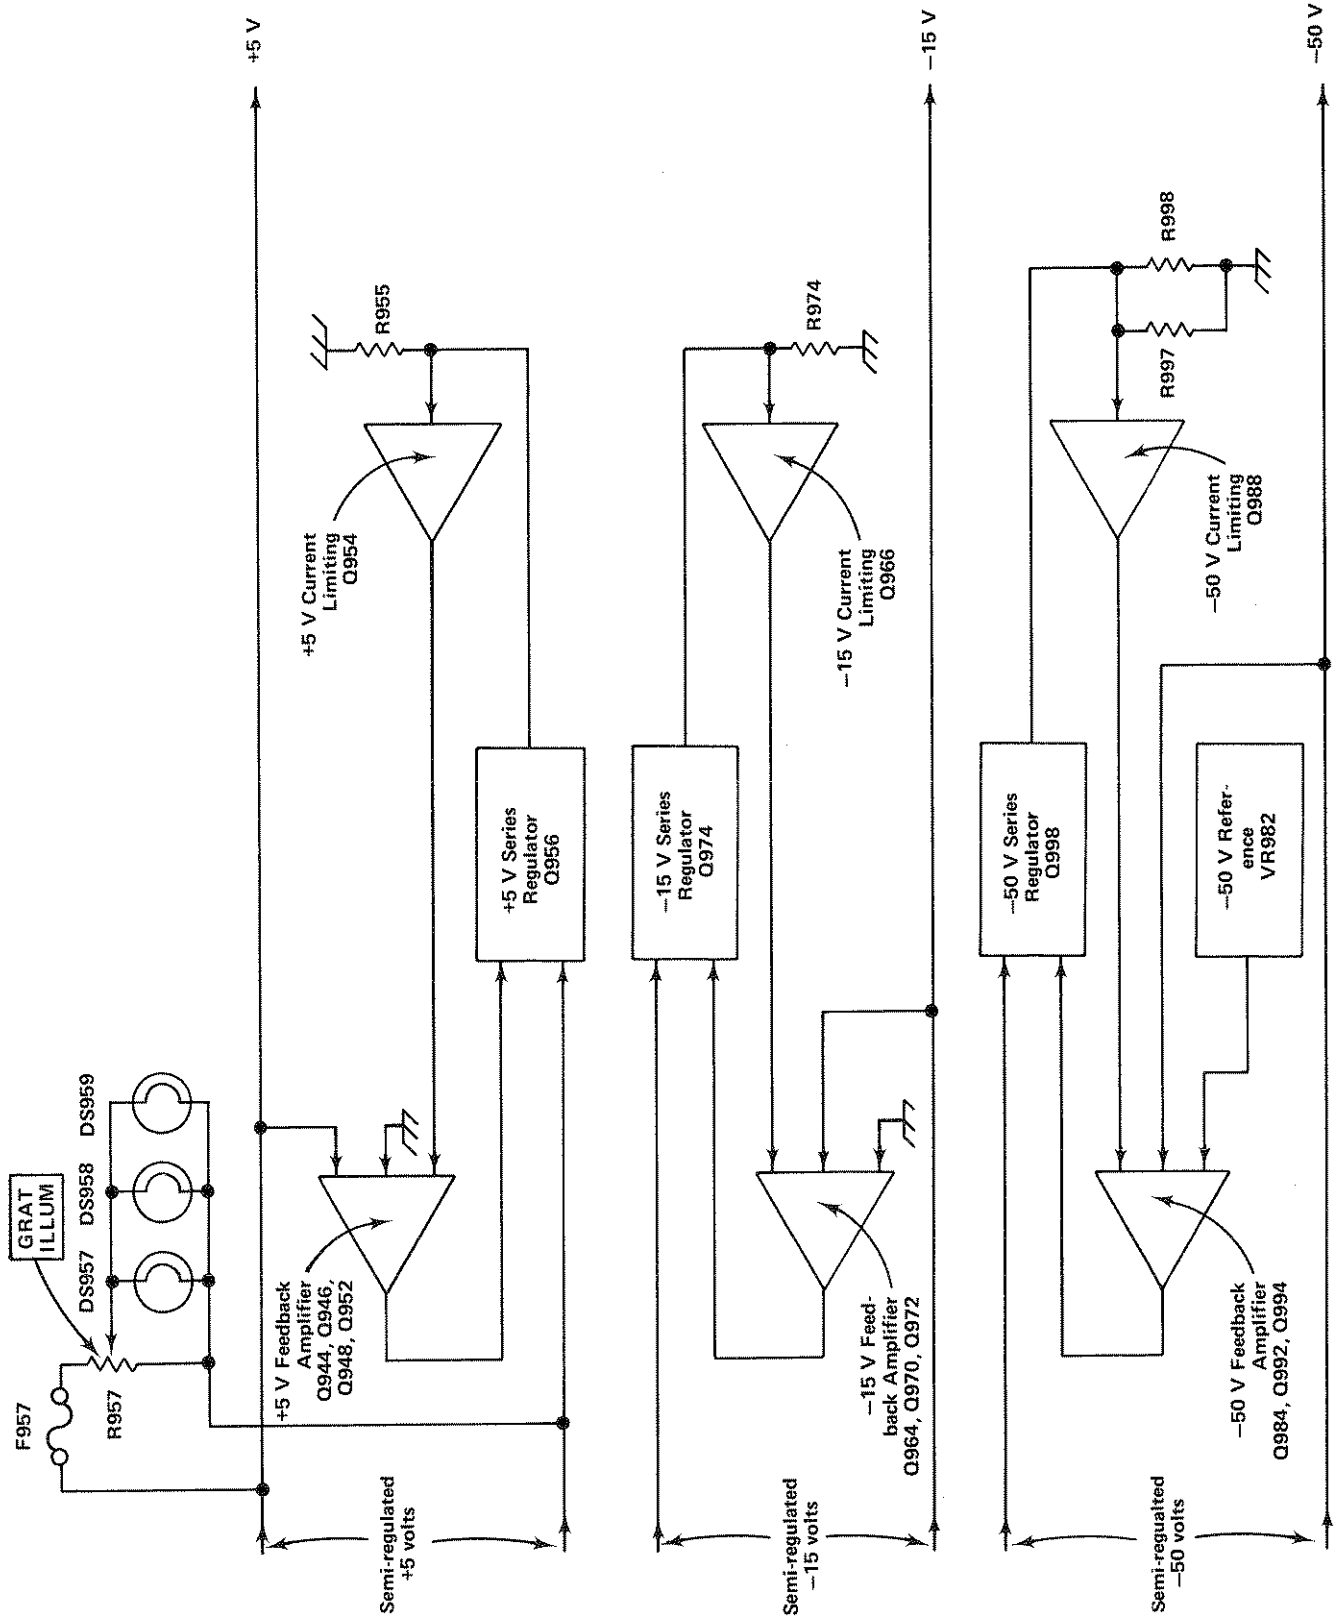 F957
R957
GRAT
ILLUM
DS957
DS958
DS959
+5 V
Semi-regulated
+5 volts
+5 V Feedback
Amplifier
Q944, Q946,
Q948, Q952
+5 V Series
Regulator
Q956
+5 V Current
Limiting
Q954
R955
Semi-regulated
−15 volts
−15 V Feed-
back Amplifier
Q964, Q970, Q972
−15 V Series
Regulator
Q974
−15 V Current
Limiting
Q966
R974
−15 V
Semi-regualted
−50 volts
−50 V Feedback
Amplifier
Q984, Q992, Q994
−50 V Series
Regulator
Q998
−50 V Refer-
ence
VR982
−50 V Current
Limiting
Q988
R997
R998
−50 V